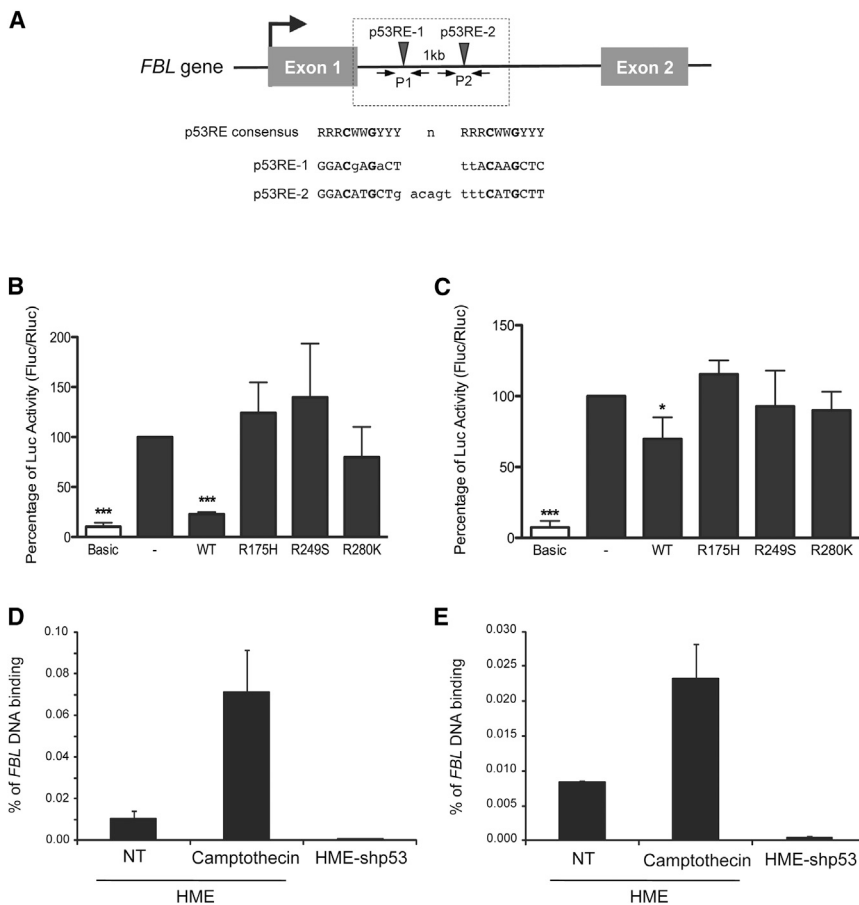 A
p53RE-1 p53RE-2
1kb
FBL gene Exon 1 Exon 2
P1 P2
p53RE consensus RRRCWWGYYY n RRRCWWGYYY
p53RE-1 GGACgAGaCT ttACAAGCTC
p53RE-2 GGACATGCTg acagt tttCATGCTT
B
Percentage of Luc Activity (Fluc/Rluc)
200
150
100
50
0
*** ***
Basic - WT R175H R249S R280K
C
Percentage of Luc Activity (Fluc/Rluc)
150
100
50
0
*** *
Basic - WT R175H R249S R280K
D
% of FBL DNA binding
0.10
0.08
0.06
0.04
0.02
0.00
NT Camptothecin HME-shp53
HME
E
% of FBL DNA binding
0.030
0.025
0.020
0.015
0.010
0.005
0.000
NT Camptothecin HME-shp53
HME